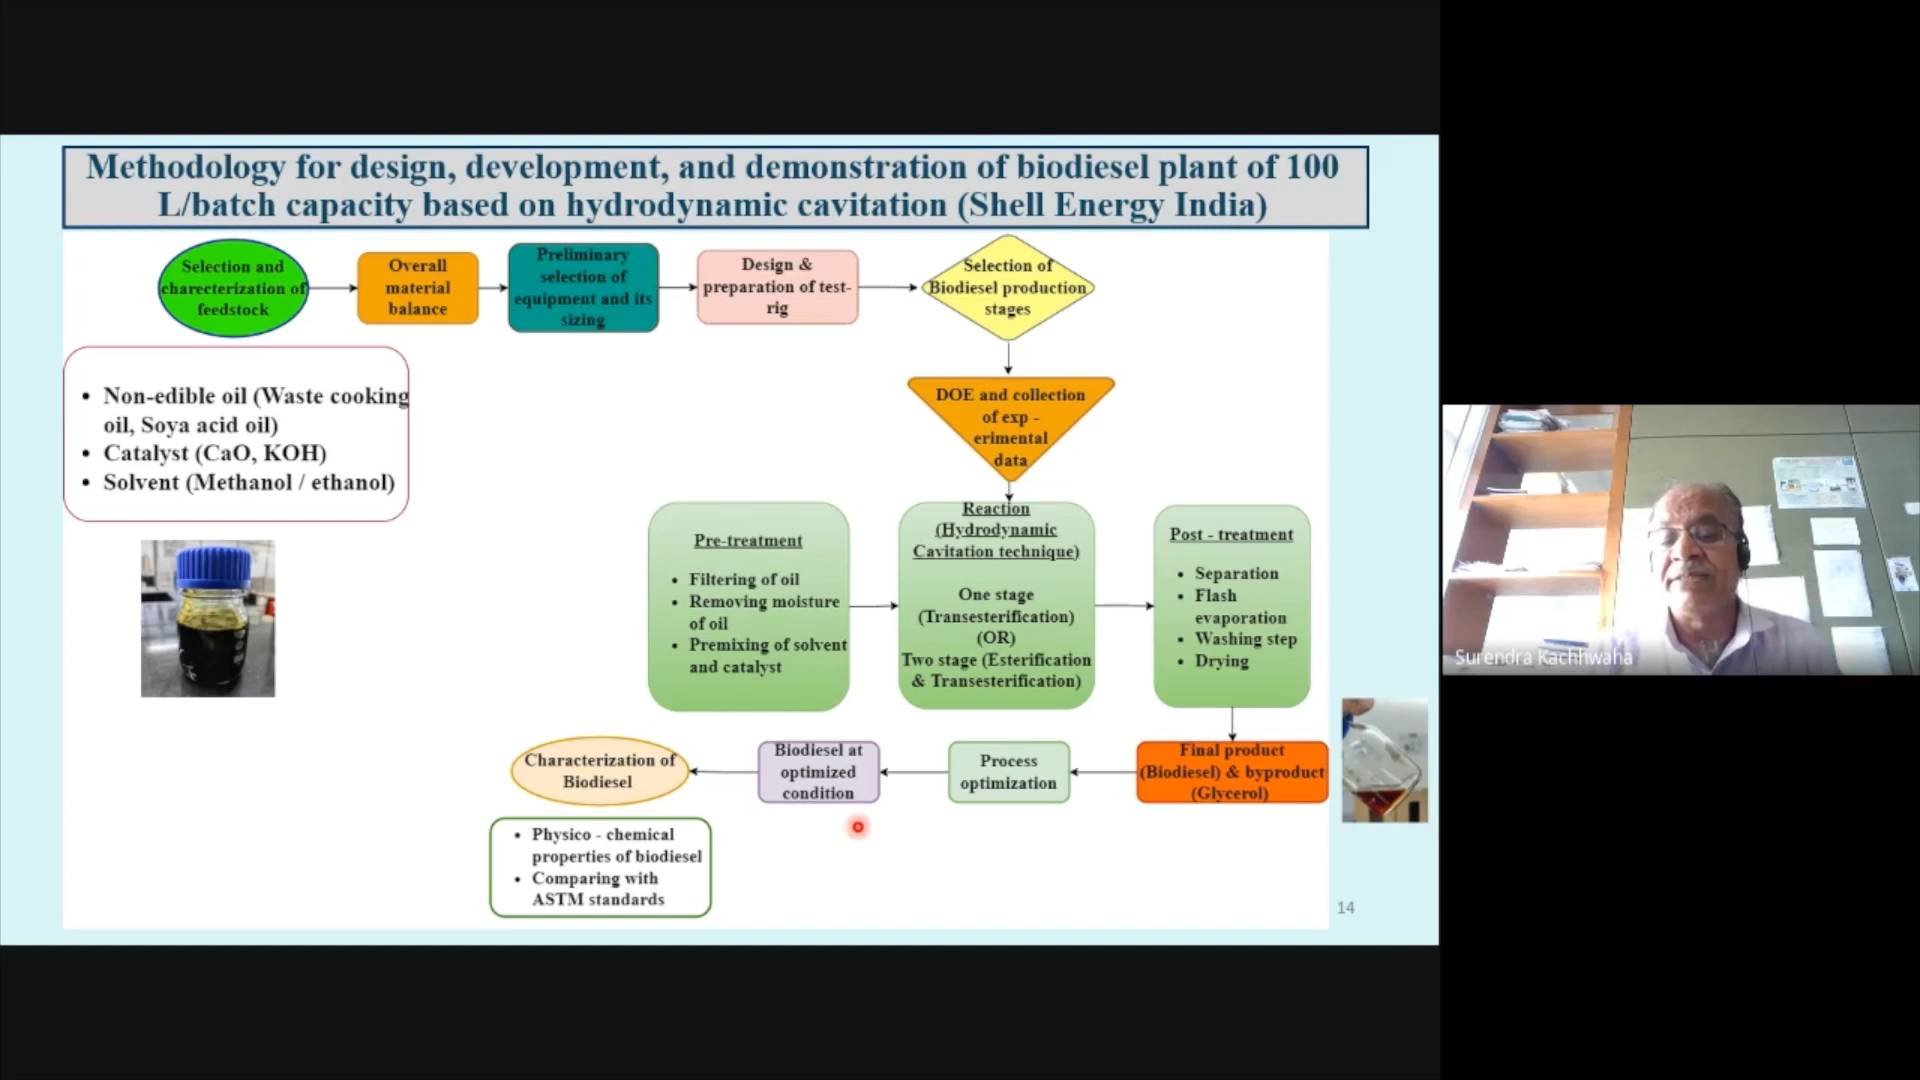 Methodology for design, development, and demonstration of biodiesel plant of 100
L/batch capacity based on hydrodynamic cavitation (Shell Energy India)
Selection and
charecterization of
feedstock
Overall
material
balance
Preliminary
selection of
equipment and its
sizing
Design &
preparation of test-
rig
Selection of
Biodiesel production
stages
• Non-edible oil (Waste cooking
oil, Soya acid oil)
• Catalyst (CaO, KOH)
• Solvent (Methanol / ethanol)
DOE and collection
of exp -
erimental
data
Pre-treatment
• Filtering of oil
• Removing moisture
of oil
• Premixing of solvent
and catalyst
Reaction
(Hydrodynamic
Cavitation technique)
One stage
(Transesterification)
(OR)
Two stage (Esterification
& Transesterification)
Post - treatment
• Separation
• Flash
evaporation
• Washing step
• Drying
Final product
(Biodiesel) & byproduct
(Glycerol)
Process
optimization
Biodiesel at
optimized
condition
Characterization of
Biodiesel
• Physico - chemical
properties of biodiesel
• Comparing with
ASTM standards
14
Surendra Kachhwaha